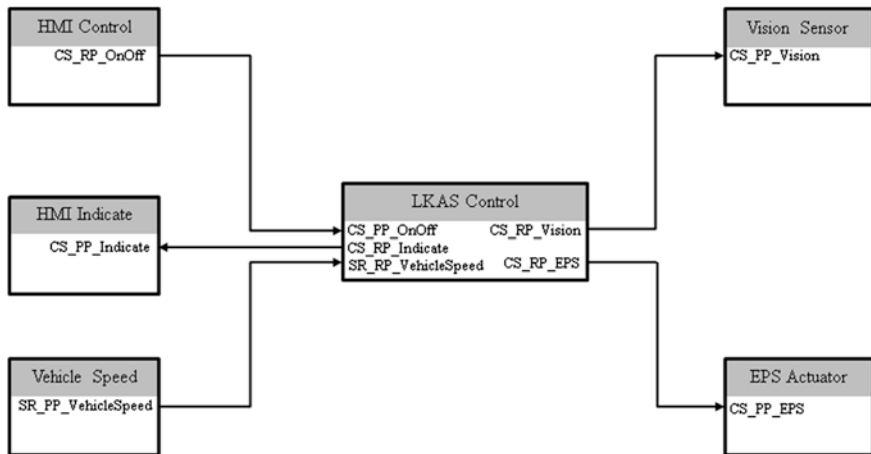 HMI Control
CS_RP_OnOff
Vision Sensor
CS_PP_Vision
HMI Indicate
CS_PP_Indicate
LKAS Control
CS_PP_OnOff CS_RP_Vision
CS_RP_Indicate
SR_RP_VehicleSpeed CS_RP_EPS
Vehicle Speed
SR_PP_VehicleSpeed
EPS Actuator
CS_PP_EPS